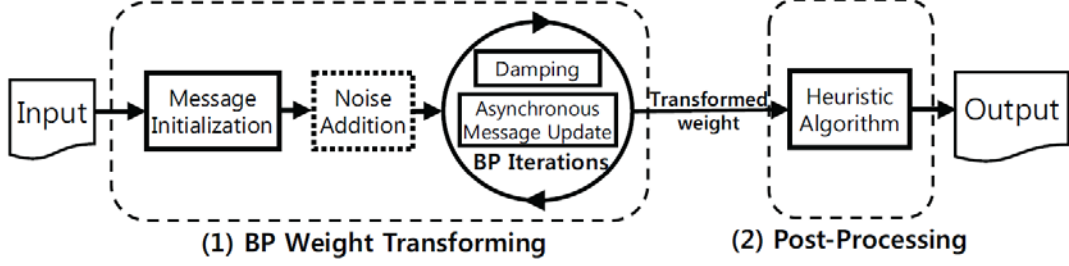 Input
Message
Initialization
Noise
Addition
Damping
Asynchronous
Message Update
BP Iterations
Transformed
weight
Heuristic
Algorithm
Output
(1) BP Weight Transforming
(2) Post-Processing